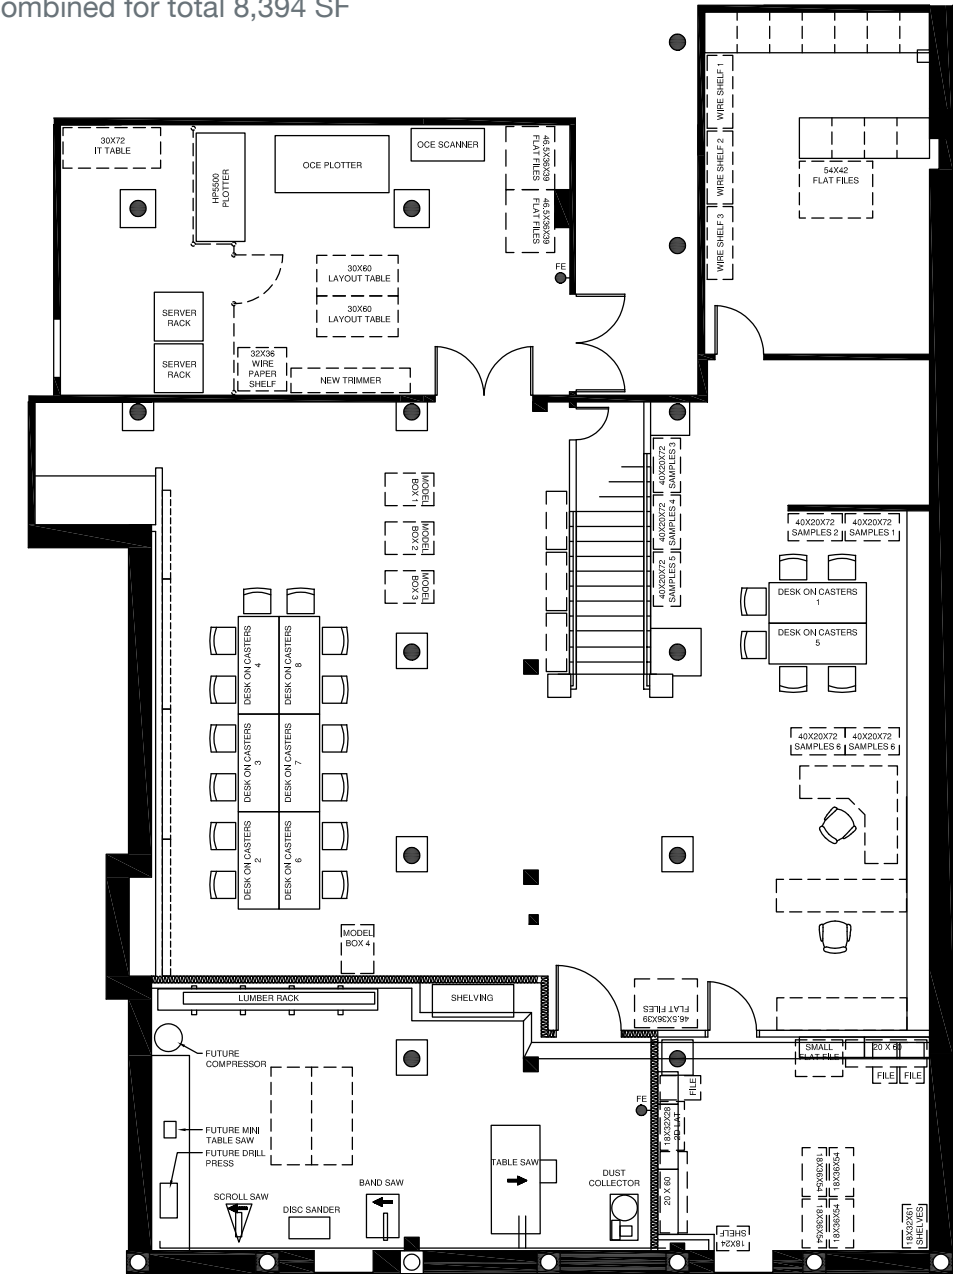 ombined for total 8,394 SF
30X72
IT TABLE
HP5500
PLOTTER
OCE PLOTTER
OCE SCANNER
46.5X36X39
FLAT FILES
46.5X36X39
FLAT FILES
WIRE SHELF 1
WIRE SHELF 2
WIRE SHELF 3
54X42
FLAT FILES
FE
30X60
LAYOUT TABLE
30X60
LAYOUT TABLE
SERVER
RACK
SERVER
RACK
32X36
WIRE
PAPER
SHELF
NEW TRIMMER
MODEL
BOX 1
MODEL
BOX 2
MODEL
BOX 3
40X20X72
SAMPLES 3
40X20X72
SAMPLES 4
40X20X72
SAMPLES 5
40X20X72
SAMPLES 2
40X20X72
SAMPLES 1
DESK ON CASTERS
1
DESK ON CASTERS
5
DESK ON CASTERS
4
DESK ON CASTERS
8
DESK ON CASTERS
3
DESK ON CASTERS
7
DESK ON CASTERS
2
DESK ON CASTERS
6
40X20X72
SAMPLES 6
40X20X72
SAMPLES 6
MODEL
BOX 4
LUMBER RACK
SHELVING
46.5X36X39
FLAT FILES
FUTURE
COMPRESSOR
FUTURE MINI
TABLE SAW
FUTURE DRILL
PRESS
SCROLL SAW
DISC SANDER
BAND SAW
TABLE SAW
DUST
COLLECTOR
FE
SMALL
FLAT FILE
20 X 60
FILE
FILE
FILE
18X32X28
2D LAT
20 X 60
18X24
SHELF
18X36X54
18X36X54
18X36X54
18X36X54
18X32X61
SHELVES